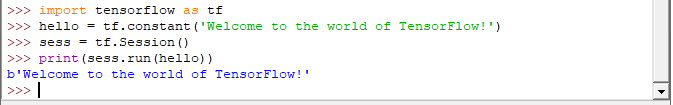 >>> import tensorflow as tf
>>> hello = tf.constant('Welcome to the world of TensorFlow!')
>>> sess = tf.Session()
>>> print(sess.run(hello))
b'Welcome to the world of TensorFlow!'
>>>